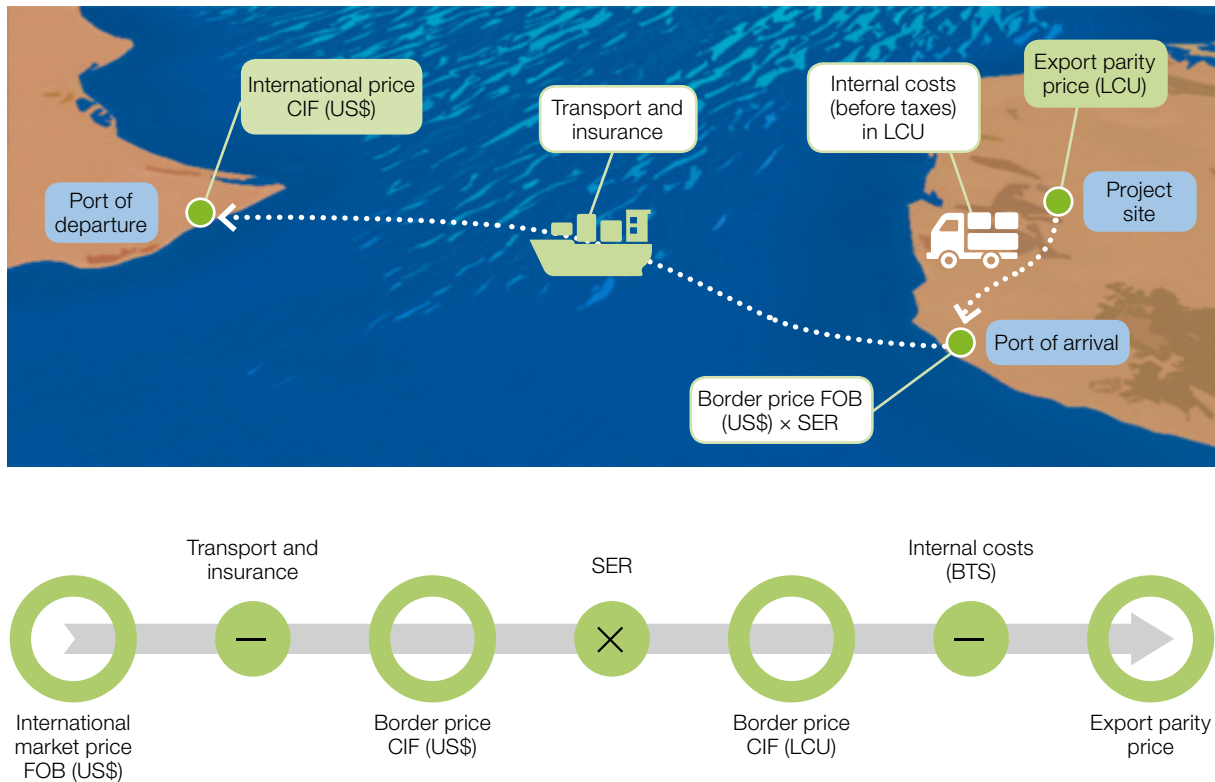 International price
CIF (US$)
Transport and
insurance
Internal costs
(before taxes)
in LCU
Export parity
price (LCU)
Port of
departure
Project
site
Port of arrival
Border price FOB
(US$) × SER
Transport and
insurance
SER
Internal costs
(BTS)
International
market price
FOB (US$)
Border price
CIF (US$)
Border price
CIF (LCU)
Export parity
price